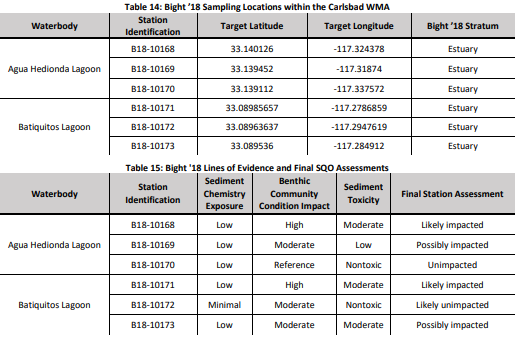 Table 14: Bight '18 Sampling Locations within the Carlsbad WMA
Waterbody Station Identification Target Latitude Target Longitude Bight '18 Stratum
Agua Hedionda Lagoon B18-10168 33.140126 -117.324378 Estuary
B18-10169 33.139452 -117.31874 Estuary
B18-10170 33.139112 -117.337572 Estuary
Batiquitos Lagoon B18-10171 33.08985657 -117.2786859 Estuary
B18-10172 33.08963637 -117.2947619 Estuary
B18-10173 33.089536 -117.284912 Estuary
Table 15: Bight '18 Lines of Evidence and Final SQO Assessments
Waterbody Station Identification Sediment Chemistry Exposure Benthic Community Condition Impact Sediment Toxicity Final Station Assessment
Agua Hedionda Lagoon B18-10168 Low High Moderate Likely impacted
B18-10169 Low Moderate Low Possibly impacted
B18-10170 Low Reference Nontoxic Unimpacted
Batiquitos Lagoon B18-10171 Low High Moderate Likely impacted
B18-10172 Minimal Moderate Nontoxic Likely unimpacted
B18-10173 Low Moderate Moderate Possibly impacted